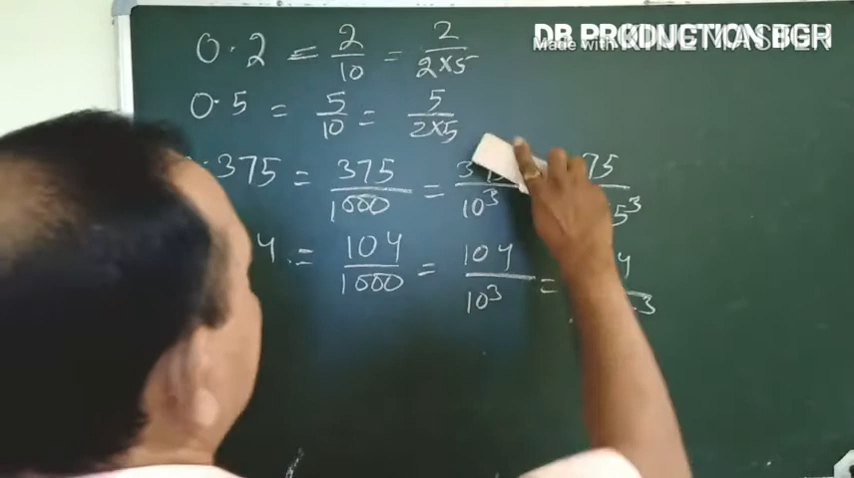 DB PRODUCTION BGR
Made with KINEMASTER
0.2 = 2/10 = 2/2×5
0.5 = 5/10 = 5/2×5
.375 = 375/1000 = 3 /10³ 75/5³
4 = 104/1000 = 104/10³ = 4/3